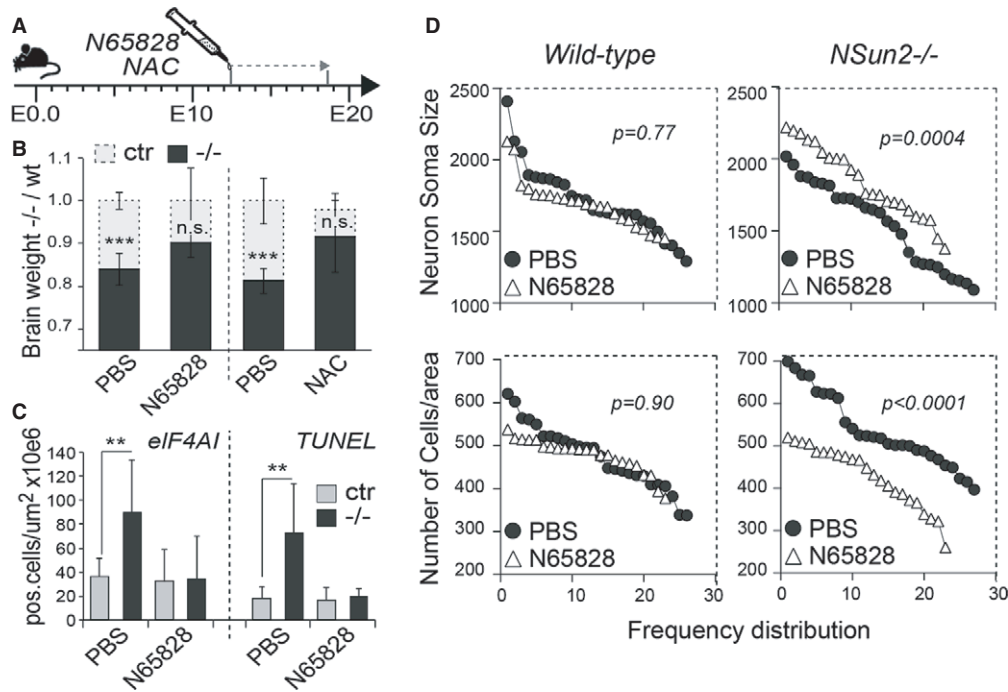 A
N65828
NAC
E0.0
E10
E20
B
ctr
-/-
Brain weight -/- / wt
1.1
1.0
0.9
0.8
0.7
***
n.s.
***
n.s.
PBS
N65828
PBS
NAC
C
eIF4AI
TUNEL
**
**
ctr
-/-
pos.cells/um² x10e6
140
120
100
80
60
40
20
0
PBS
N65828
PBS
N65828
D
Wild-type
NSun2-/-
Neuron Soma Size
2500
2000
1500
1000
p=0.77
PBS
N65828
2500
2000
1500
1000
p=0.0004
PBS
N65828
Number of Cells/area
700
600
500
400
300
200
p=0.90
PBS
N65828
0
10
20
30
700
600
500
400
300
200
p<0.0001
PBS
N65828
0
10
20
30
Frequency distribution